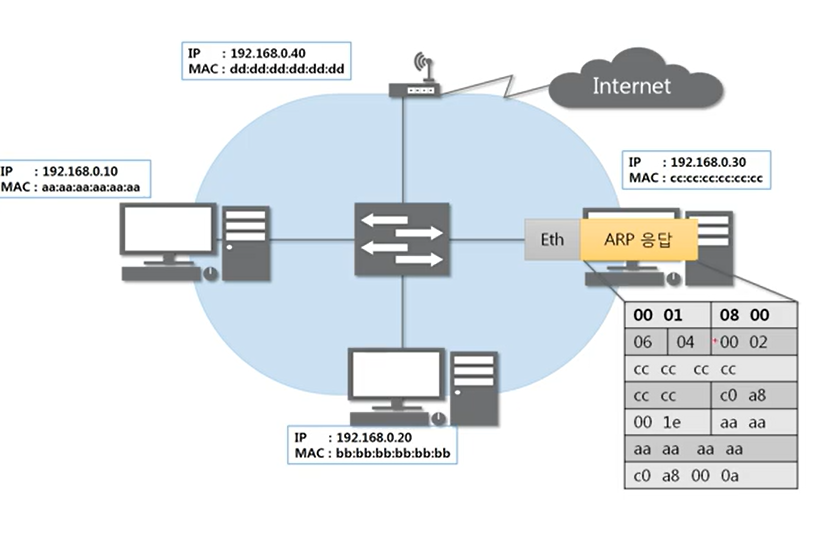 IP : 192.168.0.40
MAC : dd:dd:dd:dd:dd:dd
Internet
IP : 192.168.0.10
MAC : aa:aa:aa:aa:aa:aa
IP : 192.168.0.30
MAC : cc:cc:cc:cc:cc:cc
Eth
ARP 응답
00 01 08 00
06 04 00 02
cc cc cc cc
cc cc c0 a8
00 1e aa aa
aa aa aa aa
c0 a8 00 0a
IP : 192.168.0.20
MAC : bb:bb:bb:bb:bb:bb